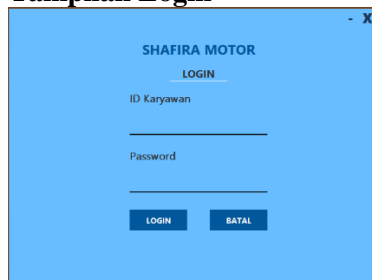 Tampilan Login
- X
SHAFIRA MOTOR
LOGIN
ID Karyawan
Password
LOGIN BATAL